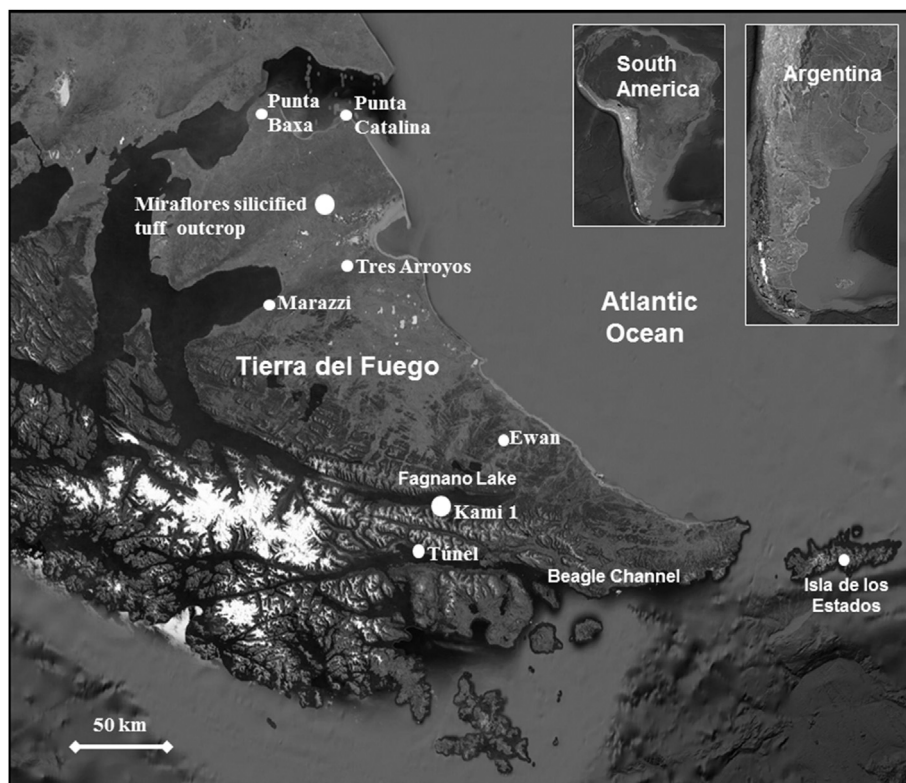 South
America
Argentina
Punta
Baxa
Punta
Catalina
Miraflores silicified
tuff outcrop
Tres Arroyos
Marazzi
Atlantic
Ocean
Tierra del Fuego
Ewan
Fagnano Lake
Kami 1
Túnel
Beagle Channel
Isla de los
Estados
50 km